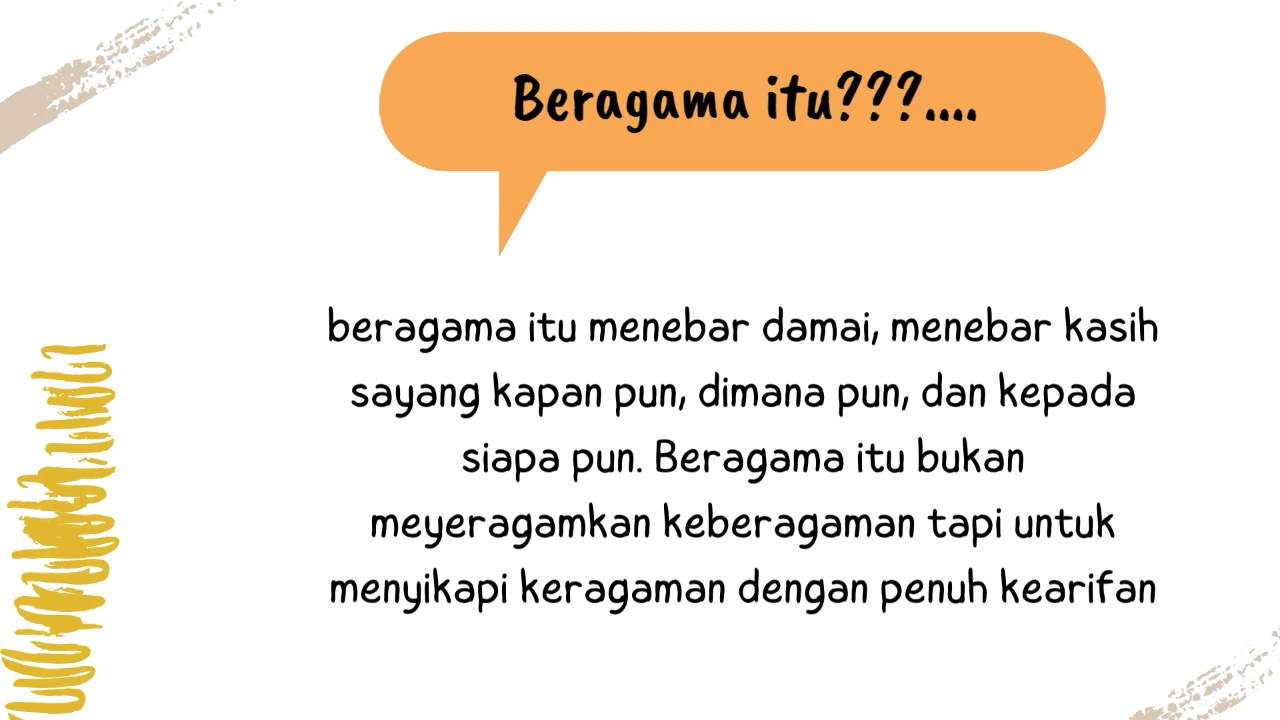 Beragama itu???....
beragama itu menebar damai, menebar kasih
sayang kapan pun, dimana pun, dan kepada
siapa pun. Beragama itu bukan
meyeragamkan keberagaman tapi untuk
menyikapi keragaman dengan penuh kearifan